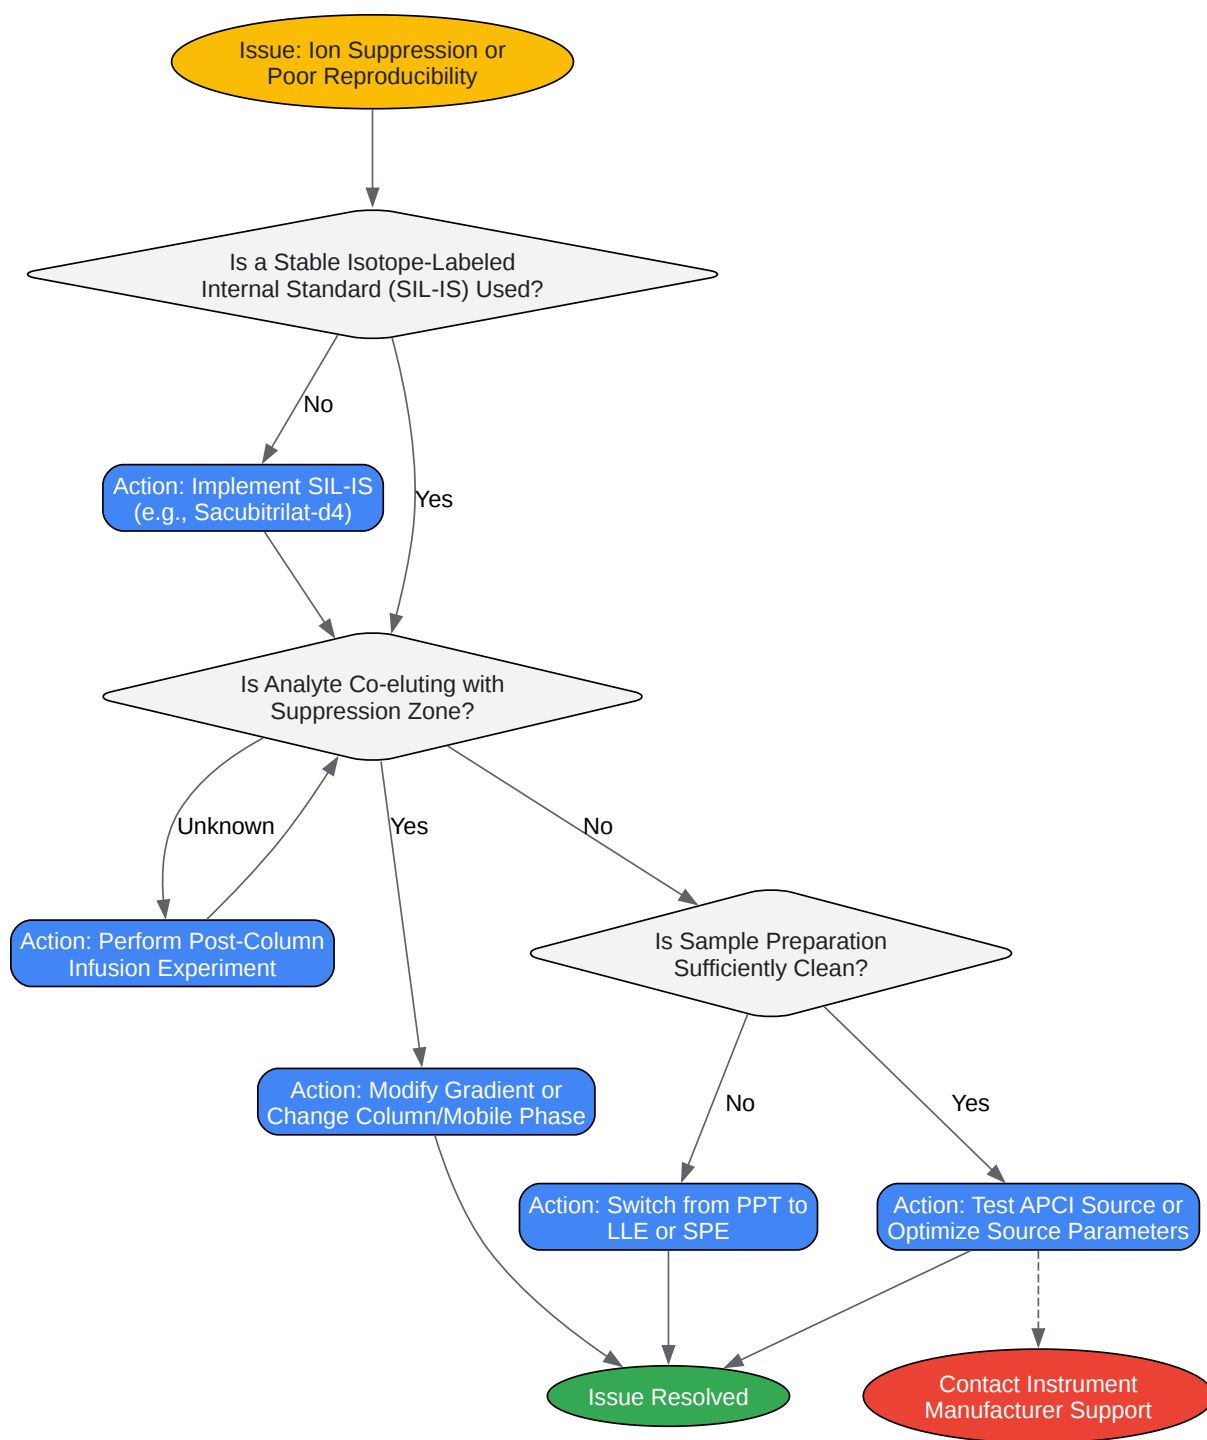 Issue: Ion Suppression or
Poor Reproducibility
Is a Stable Isotope-Labeled
Internal Standard (SIL-IS) Used?
No
Action: Implement SIL-IS
(e.g., Sacubitrilat-d4)
Yes
Is Analyte Co-eluting with
Suppression Zone?
Unknown
Yes
No
Action: Perform Post-Column
Infusion Experiment
Is Sample Preparation
Sufficiently Clean?
Action: Modify Gradient or
Change Column/Mobile Phase
No
Yes
Action: Switch from PPT to
LLE or SPE
Action: Test APCI Source or
Optimize Source Parameters
Issue Resolved
Contact Instrument
Manufacturer Support